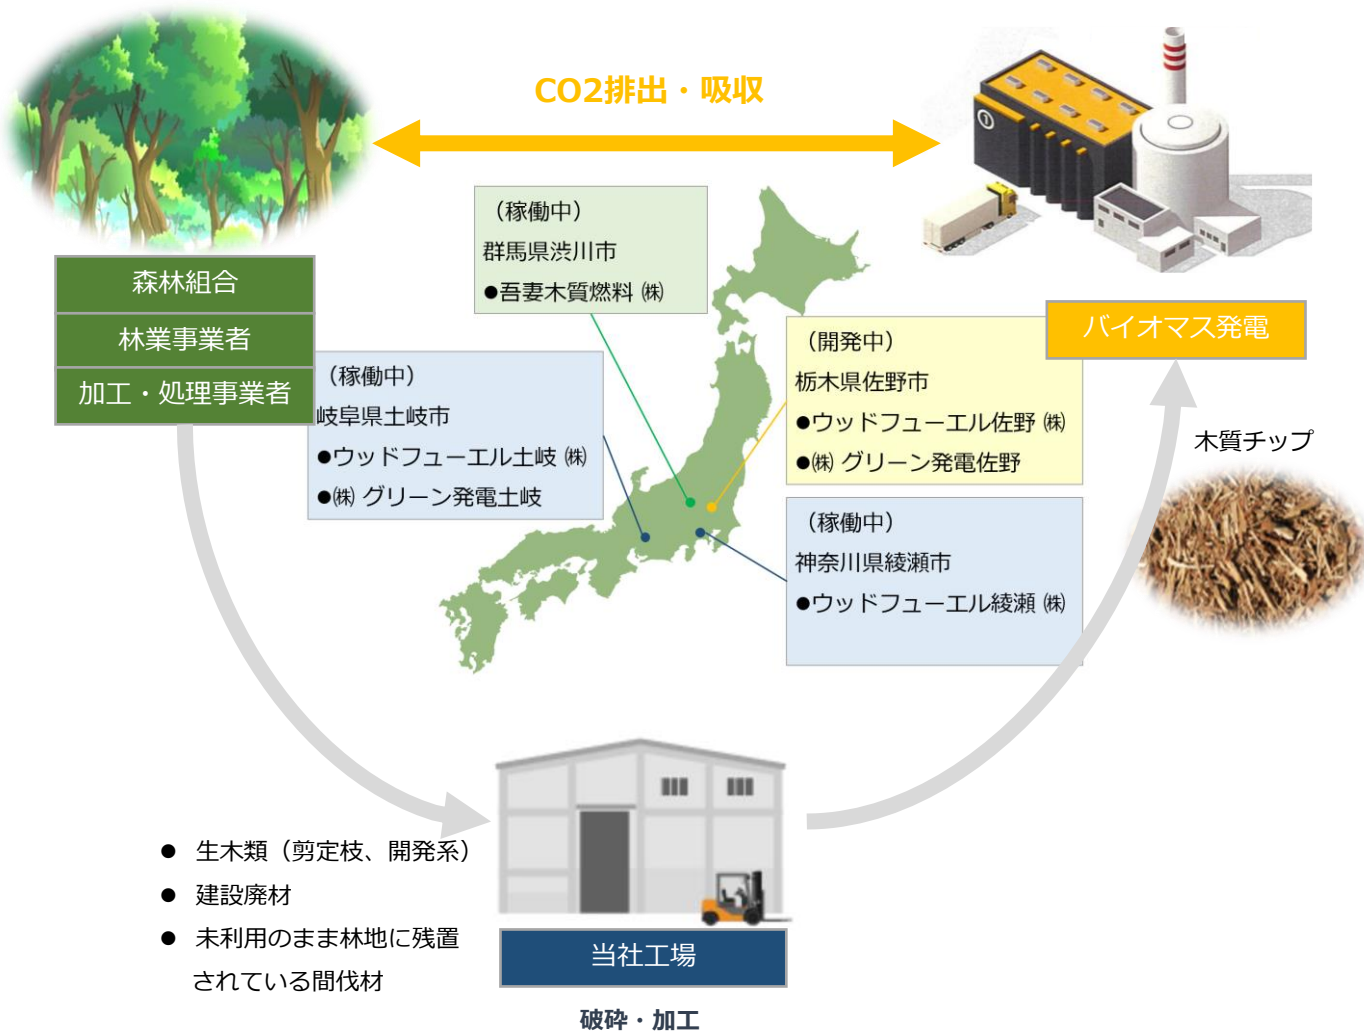 CO2排出・吸収
①
森林組合
林業事業者
加工・処理事業者
（稼働中）
群馬県渋川市
●吾妻木質燃料 ㈱
（稼働中）
岐阜県土岐市
●ウッドフューエル土岐 ㈱
●㈱ グリーン発電土岐
（開発中）
栃木県佐野市
●ウッドフューエル佐野 ㈱
●㈱ グリーン発電佐野
（稼働中）
神奈川県綾瀬市
●ウッドフューエル綾瀬 ㈱
バイオマス発電
木質チップ
● 生木類（剪定枝、開発系）
● 建設廃材
● 未利用のまま林地に残置
されている間伐材
当社工場
破砕・加工